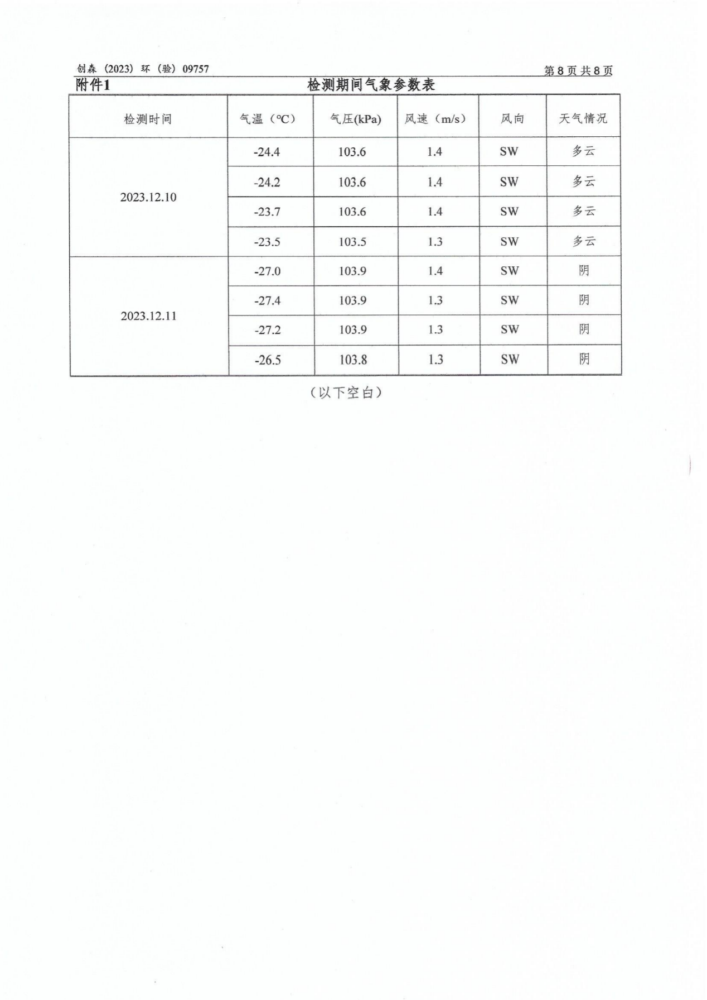 创森（2023）环（验）09757 第8页共8页
附件1 检测期间气象参数表
检测时间 气温（℃） 气压(kPa) 风速（m/s） 风向 天气情况
2023.12.10 -24.4 103.6 1.4 SW 多云
-24.2 103.6 1.4 SW 多云
-23.7 103.6 1.4 SW 多云
-23.5 103.5 1.3 SW 多云
2023.12.11 -27.0 103.9 1.4 SW 阴
-27.4 103.9 1.3 SW 阴
-27.2 103.9 1.3 SW 阴
-26.5 103.8 1.3 SW 阴
（以下空白）